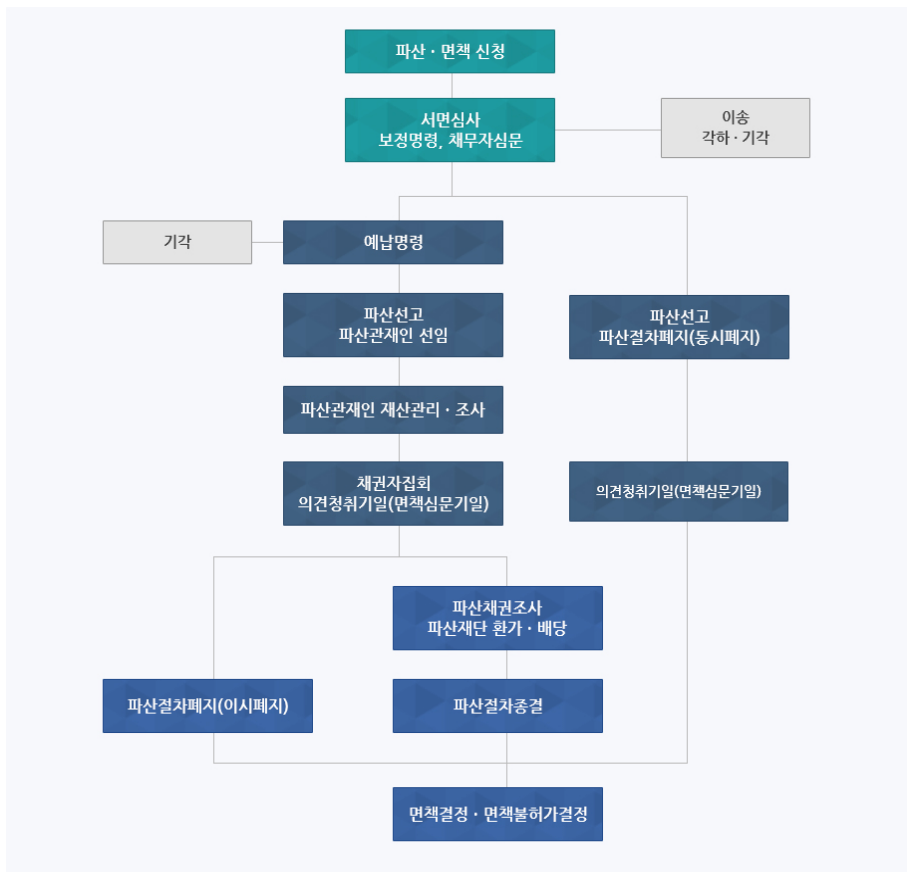 파산 · 면책 신청
서면심사
보정명령, 채무자심문
이송
각하 · 기각
기각
예납명령
파산선고
파산관재인 선임
파산선고
파산절차폐지(동시폐지)
파산관재인 재산관리 · 조사
채권자집회
의견청취기일(면책심문기일)
의견청취기일(면책심문기일)
파산채권조사
파산재단 환가 · 배당
파산절차폐지(이시폐지)
파산절차종결
면책결정 · 면책불허가결정